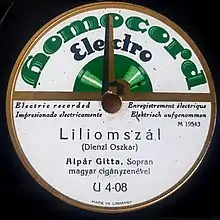 Homocord
Electro
Electric recorded
Impresionado electricamente
Enregistrement électrique
Elektrisch aufgenommen
M 19543
Liliomszál
(Dienzl Oszkar)
Alpár Gitta, Sopran
magyar cigányzenével
U 4-08
MADE IN GERMANY